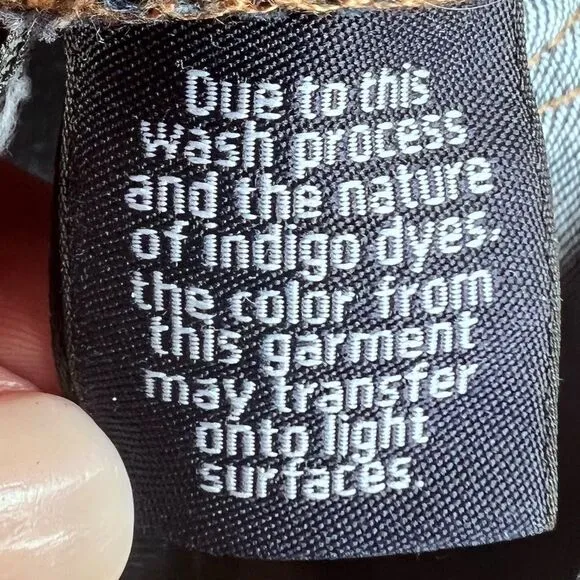 Due to this
wash process
and the nature
of indigo dyes,
the color from
this garment
may transfer
onto light
surfaces.